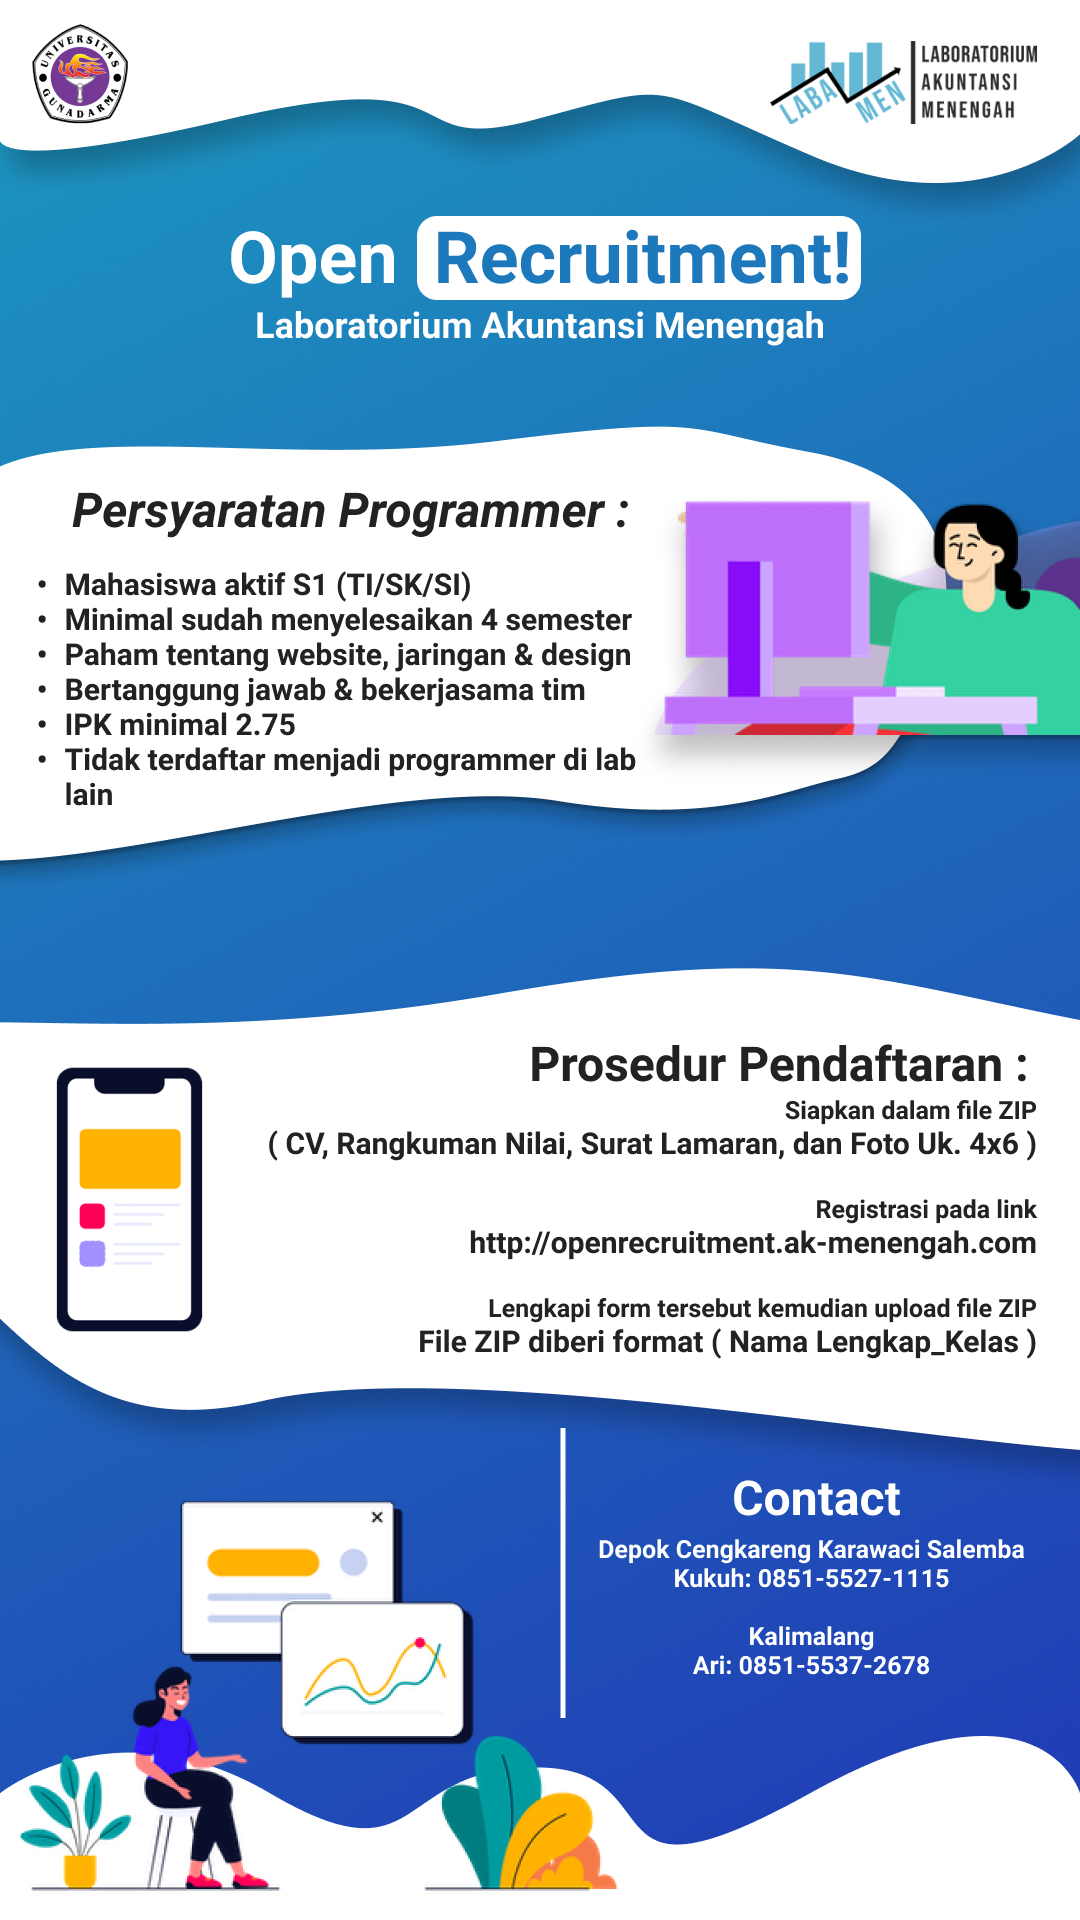 UNIVERSITAS
GUNADARMA
LABA MEN
LABORATORIUM
AKUNTANSI
MENENGAH
Open Recruitment!
Laboratorium Akuntansi Menengah
Persyaratan Programmer :
• Mahasiswa aktif S1 (TI/SK/SI)
• Minimal sudah menyelesaikan 4 semester
• Paham tentang website, jaringan & design
• Bertanggung jawab & bekerjasama tim
• IPK minimal 2.75
• Tidak terdaftar menjadi programmer di lab
lain
Prosedur Pendaftaran :
Siapkan dalam file ZIP
( CV, Rangkuman Nilai, Surat Lamaran, dan Foto Uk. 4x6 )
Registrasi pada link
http://openrecruitment.ak-menengah.com
Lengkapi form tersebut kemudian upload file ZIP
File ZIP diberi format ( Nama Lengkap_Kelas )
Contact
Depok Cengkareng Karawaci Salemba
Kukuh: 0851-5527-1115
Kalimalang
Ari: 0851-5537-2678